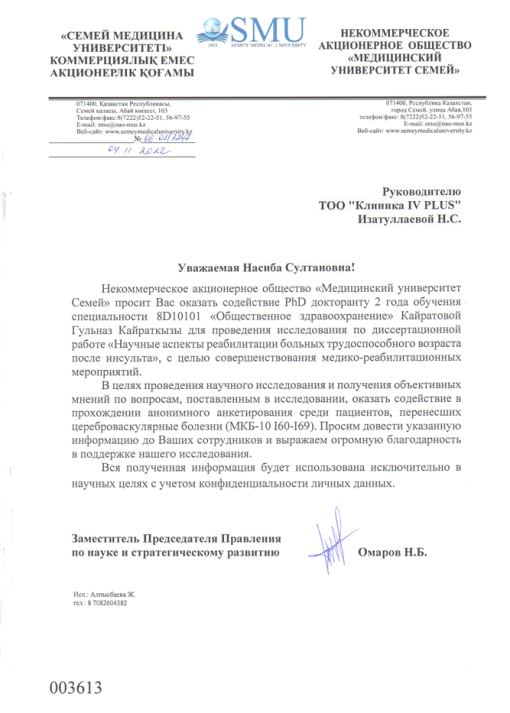 «СЕМЕЙ МЕДИЦИНА
УНИВЕРСИТЕТІ»
КОММЕРЦИЯЛЫҚ ЕМЕС
АКЦИОНЕРЛІК ҚОҒАМЫ
SMU
SEMEY MEDICAL UNIVERSITY
НЕКОММЕРЧЕСКОЕ
АКЦИОНЕРНОЕ ОБЩЕСТВО
«МЕДИЦИНСКИЙ
УНИВЕРСИТЕТ СЕМЕЙ»
071400, Қазақстан Республикасы,
Семей қаласы, Абай көшесі, 103
Телефон/факс:8(7222)52-22-51, 56-97-55
E-mail: smu@nao-mus.kz
Веб-сайт: www.semeymedicaluniversity.kz
№
04.11.2022
071400, Республика Казахстан,
город Семей, улица Абая,103
телефон/факс: 8(7222)52-22-51, 56-97-55
E-mail: smu@nao-mus.kz
Веб-сайт: www.semeymedicaluniversity.kz
Руководителю
ТОО "Клиника IV PLUS"
Изатуллаевой Н.С.
Уважаемая Насиба Султановна!
Некоммерческое акционерное общество «Медицинский университет
Семей» просит Вас оказать содействие PhD докторанту 2 года обучения
специальности 8D10101 «Общественное здравоохранение» Кайратовой
Гульназ Кайраткызы для проведения исследования по диссертационной
работе «Научные аспекты реабилитации больных трудоспособного возраста
после инсульта», с целью совершенствования медико-реабилитационных
мероприятий.
В целях проведения научного исследования и получения объективных
мнений по вопросам, поставленным в исследовании, оказать содействие в
прохождении анонимного анкетирования среди пациентов, перенесших
цереброваскулярные болезни (МКБ-10 I60-I69). Просим довести указанную
информацию до Ваших сотрудников и выражаем огромную благодарность
в поддержке нашего исследования.
Вся полученная информация будет использована исключительно в
научных целях с учетом конфиденциальности личных данных.
Заместитель Председателя Правления
по науке и стратегическому развитию
Омаров Н.Б.
Исп.: Алпысбаева Ж.
тел.: 8 7082604382
003613